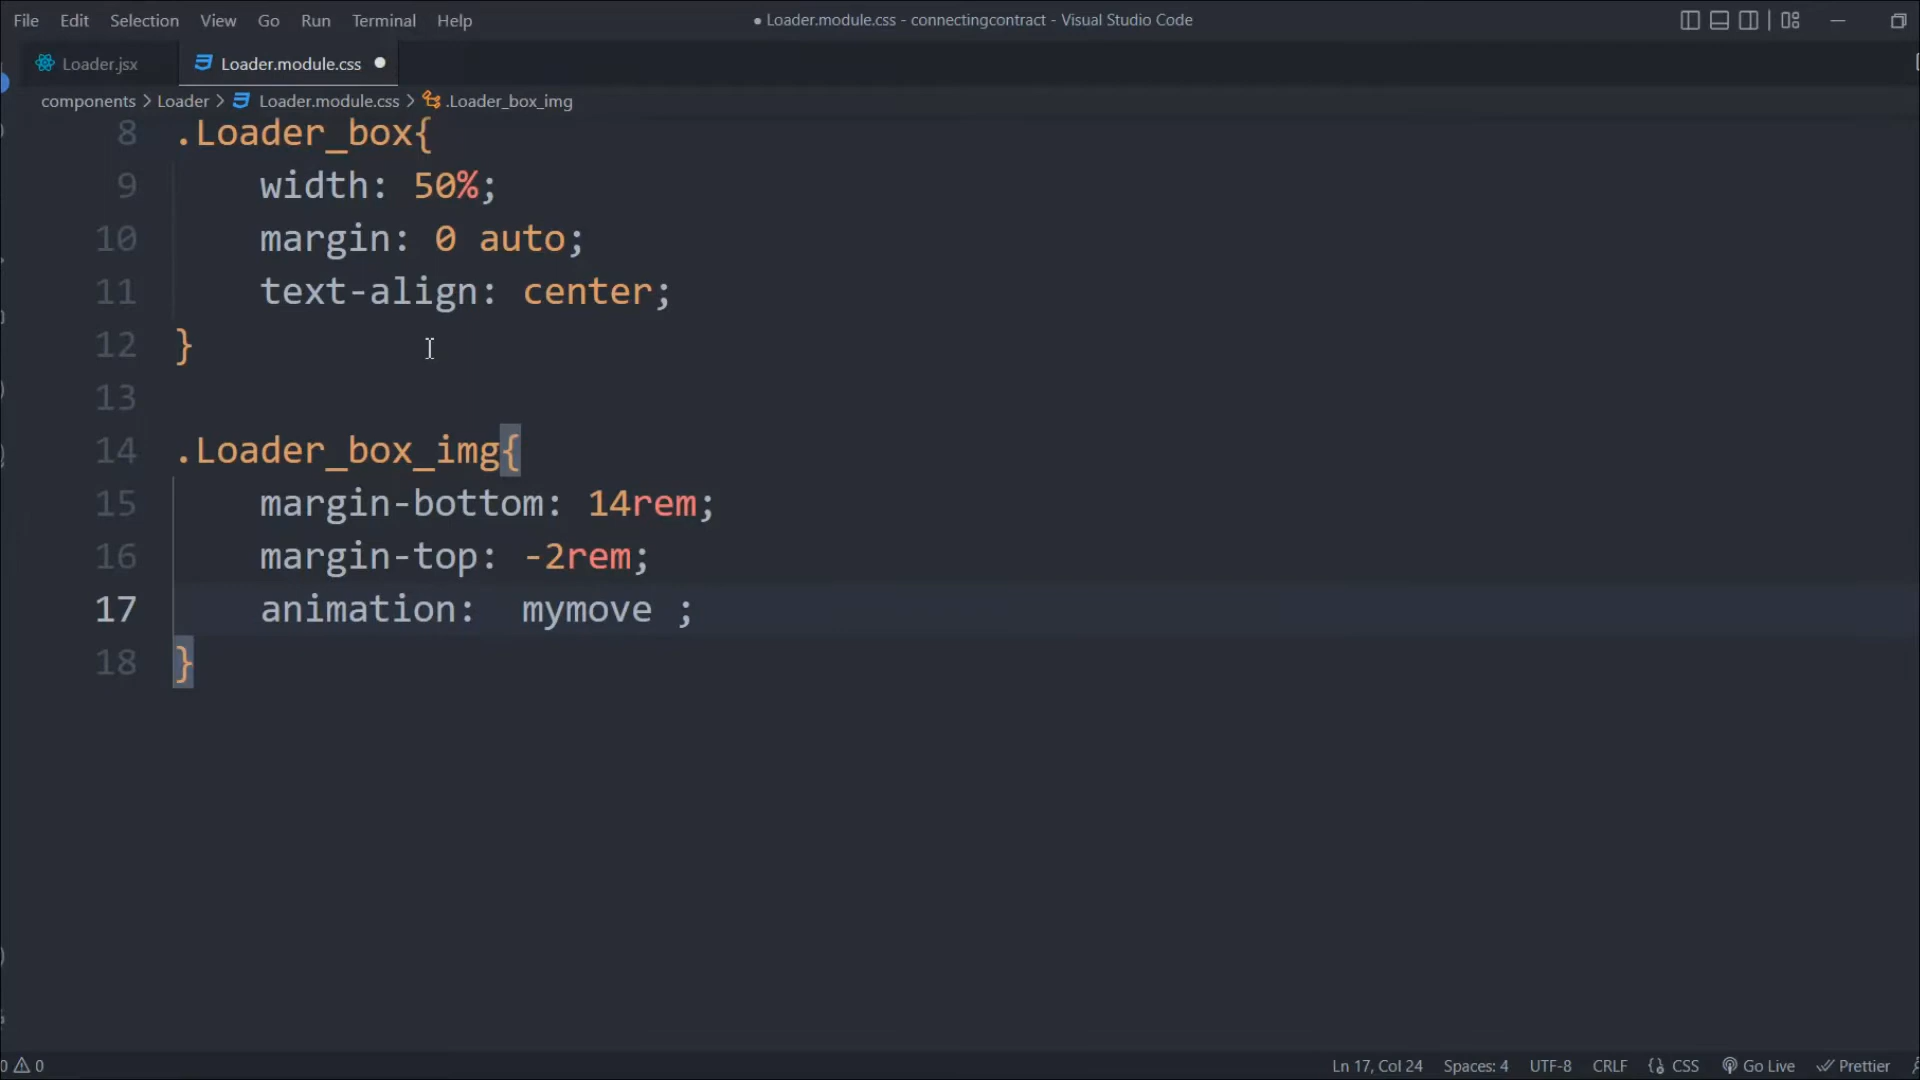 File Edit Selection View Go Run Terminal Help
● Loader.module.css - connectingcontract - Visual Studio Code
Loader.jsx
Loader.module.css
components > Loader > Loader.module.css > .Loader_box_img
8 .Loader_box{
9     width: 50%;
10     margin: 0 auto;
11     text-align: center;
12 }
13
14 .Loader_box_img{
15     margin-bottom: 14rem;
16     margin-top: -2rem;
17     animation:  mymove ;
18 }
0 0
Ln 17, Col 24 Spaces: 4 UTF-8 CRLF {} CSS Go Live Prettier